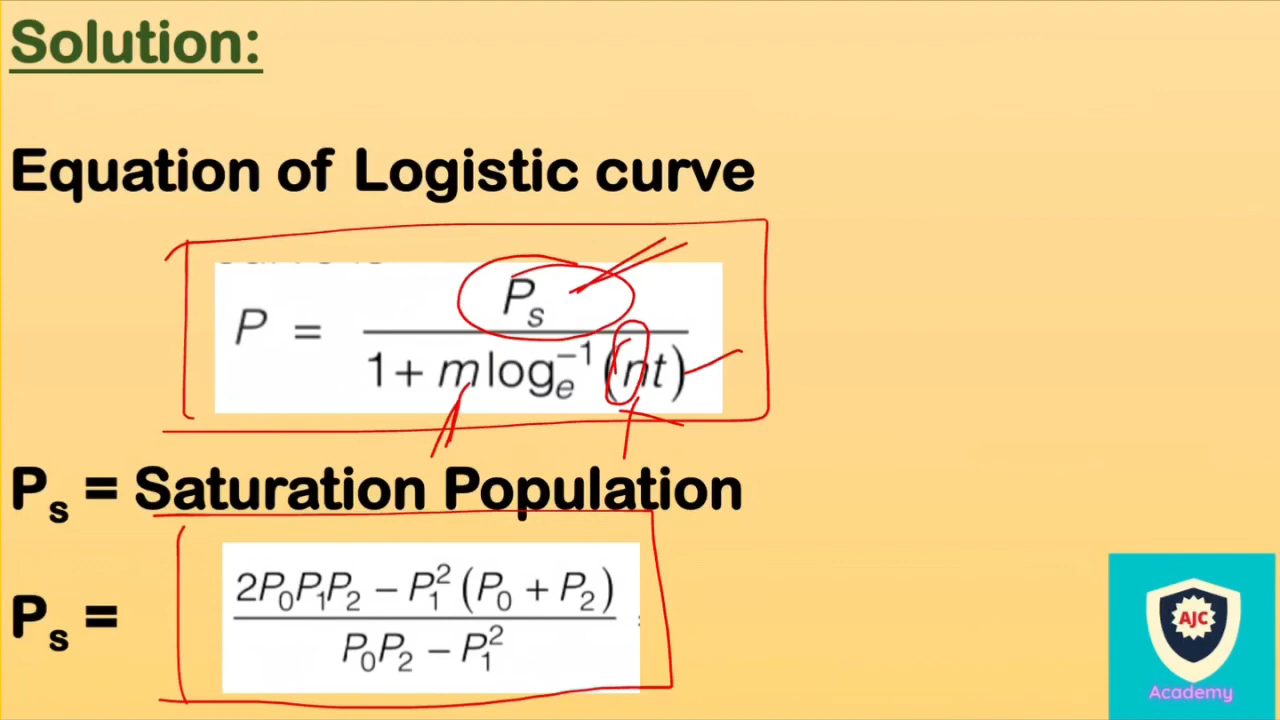 Solution:
Equation of Logistic curve
P = P_s / (1 + m log_e^{-1} (nt))
P_s = Saturation Population
P_s = (2P_0P_1P_2 – P_1^2 (P_0 + P_2)) / (P_0P_2 – P_1^2)
AJC
Academy